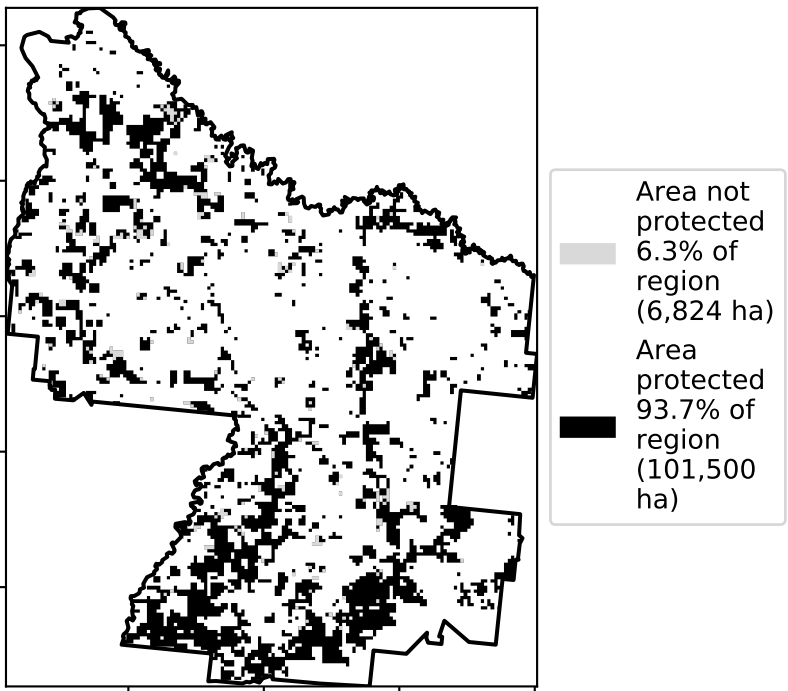 Area not
protected
6.3% of
region
(6,824 ha)
Area
protected
93.7% of
region
(101,500
ha)